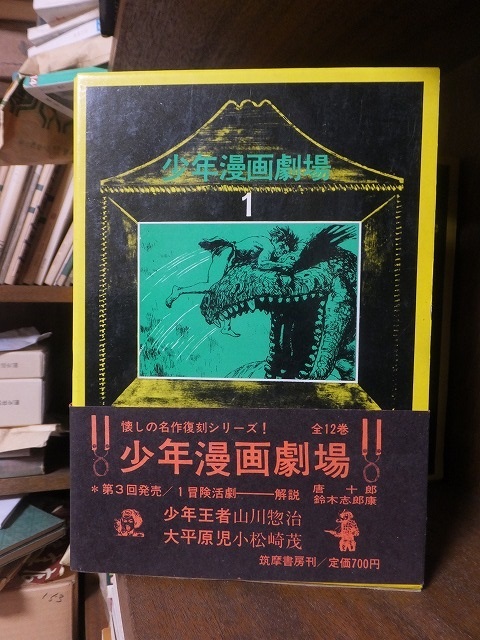 少年漫画劇場
1
懐しの名作復刻シリーズ! 全12巻
!! 少年漫画劇場 !!
*第3回発売/1冒険活劇――解説 唐十郎
鈴木志郎康
少年王者山川惣治
大平原児小松崎茂
筑摩書房刊/定価700円